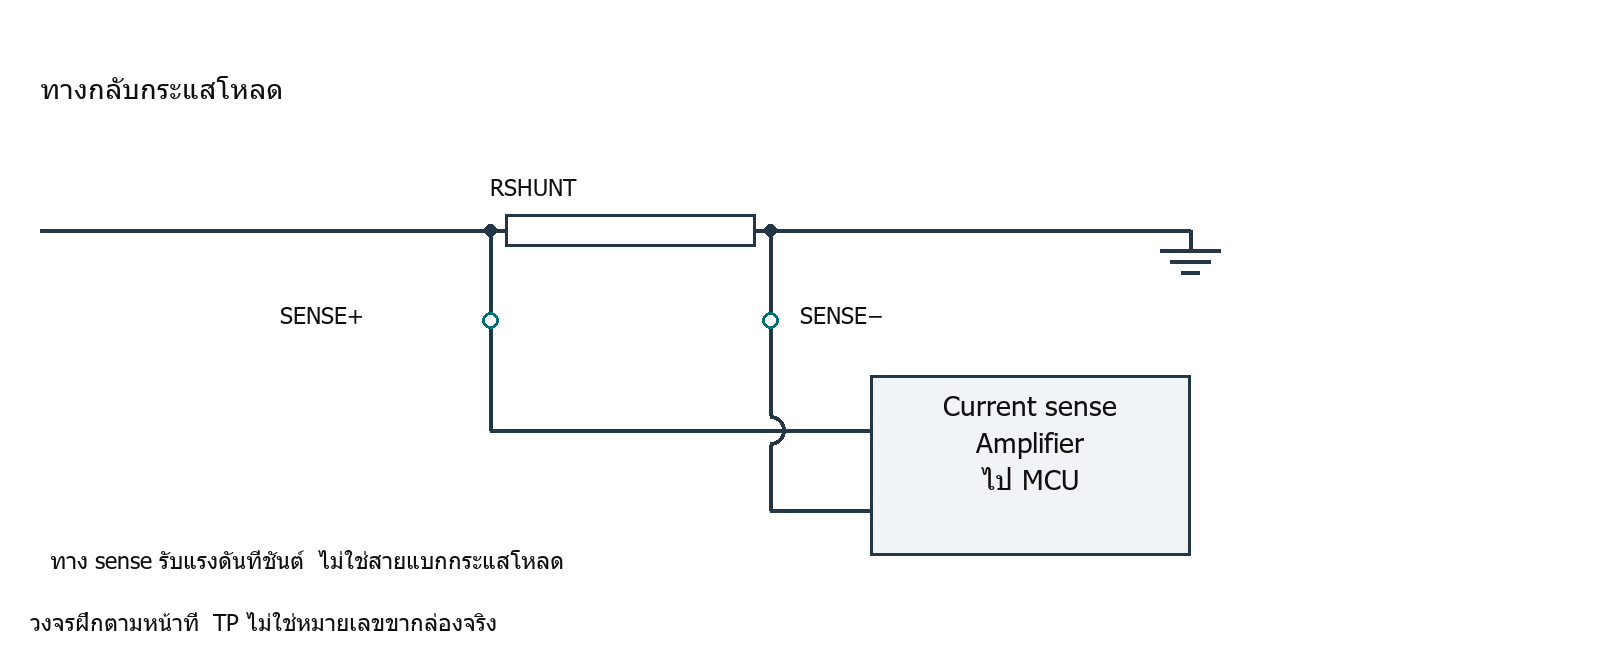 ทางกลับกระแสโหลด
RSHUNT
SENSE+
SENSE−
Current sense
Amplifier
ไป MCU
ทาง sense รับแรงดันที่ชันต์  ไม่ใช่สายแบกกระแสโหลด
วงจรฝึกตามหน้าที่  TP ไม่ใช่หมายเลขขากล่องจริง